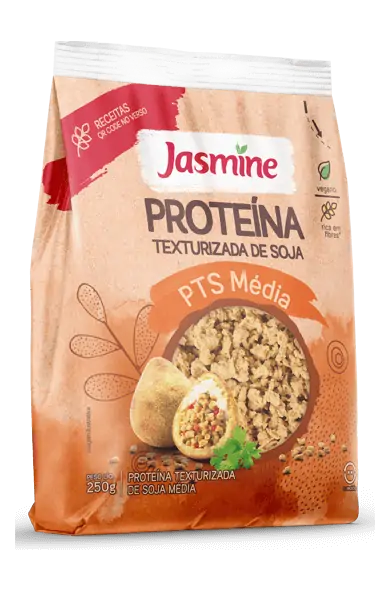 RECEITAS
QR CODE NO VERSO
Jasmine
vegano
rico em
fibras*
PROTEÍNA
TEXTURIZADA DE SOJA
PTS Média
PESO LÍQ.
250g
PROTEÍNA TEXTURIZADA
DE SOJA MÉDIA